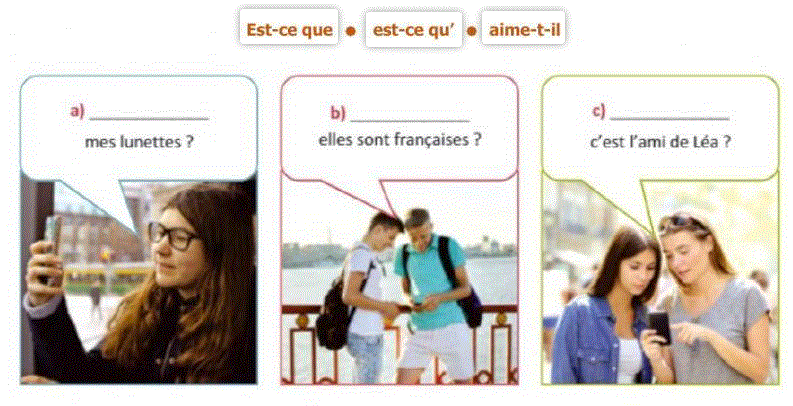 Est-ce que • est-ce qu' • aime-t-il
a) ____________
mes lunettes ?
b) ____________
elles sont françaises ?
c) ____________
c'est l'ami de Léa ?